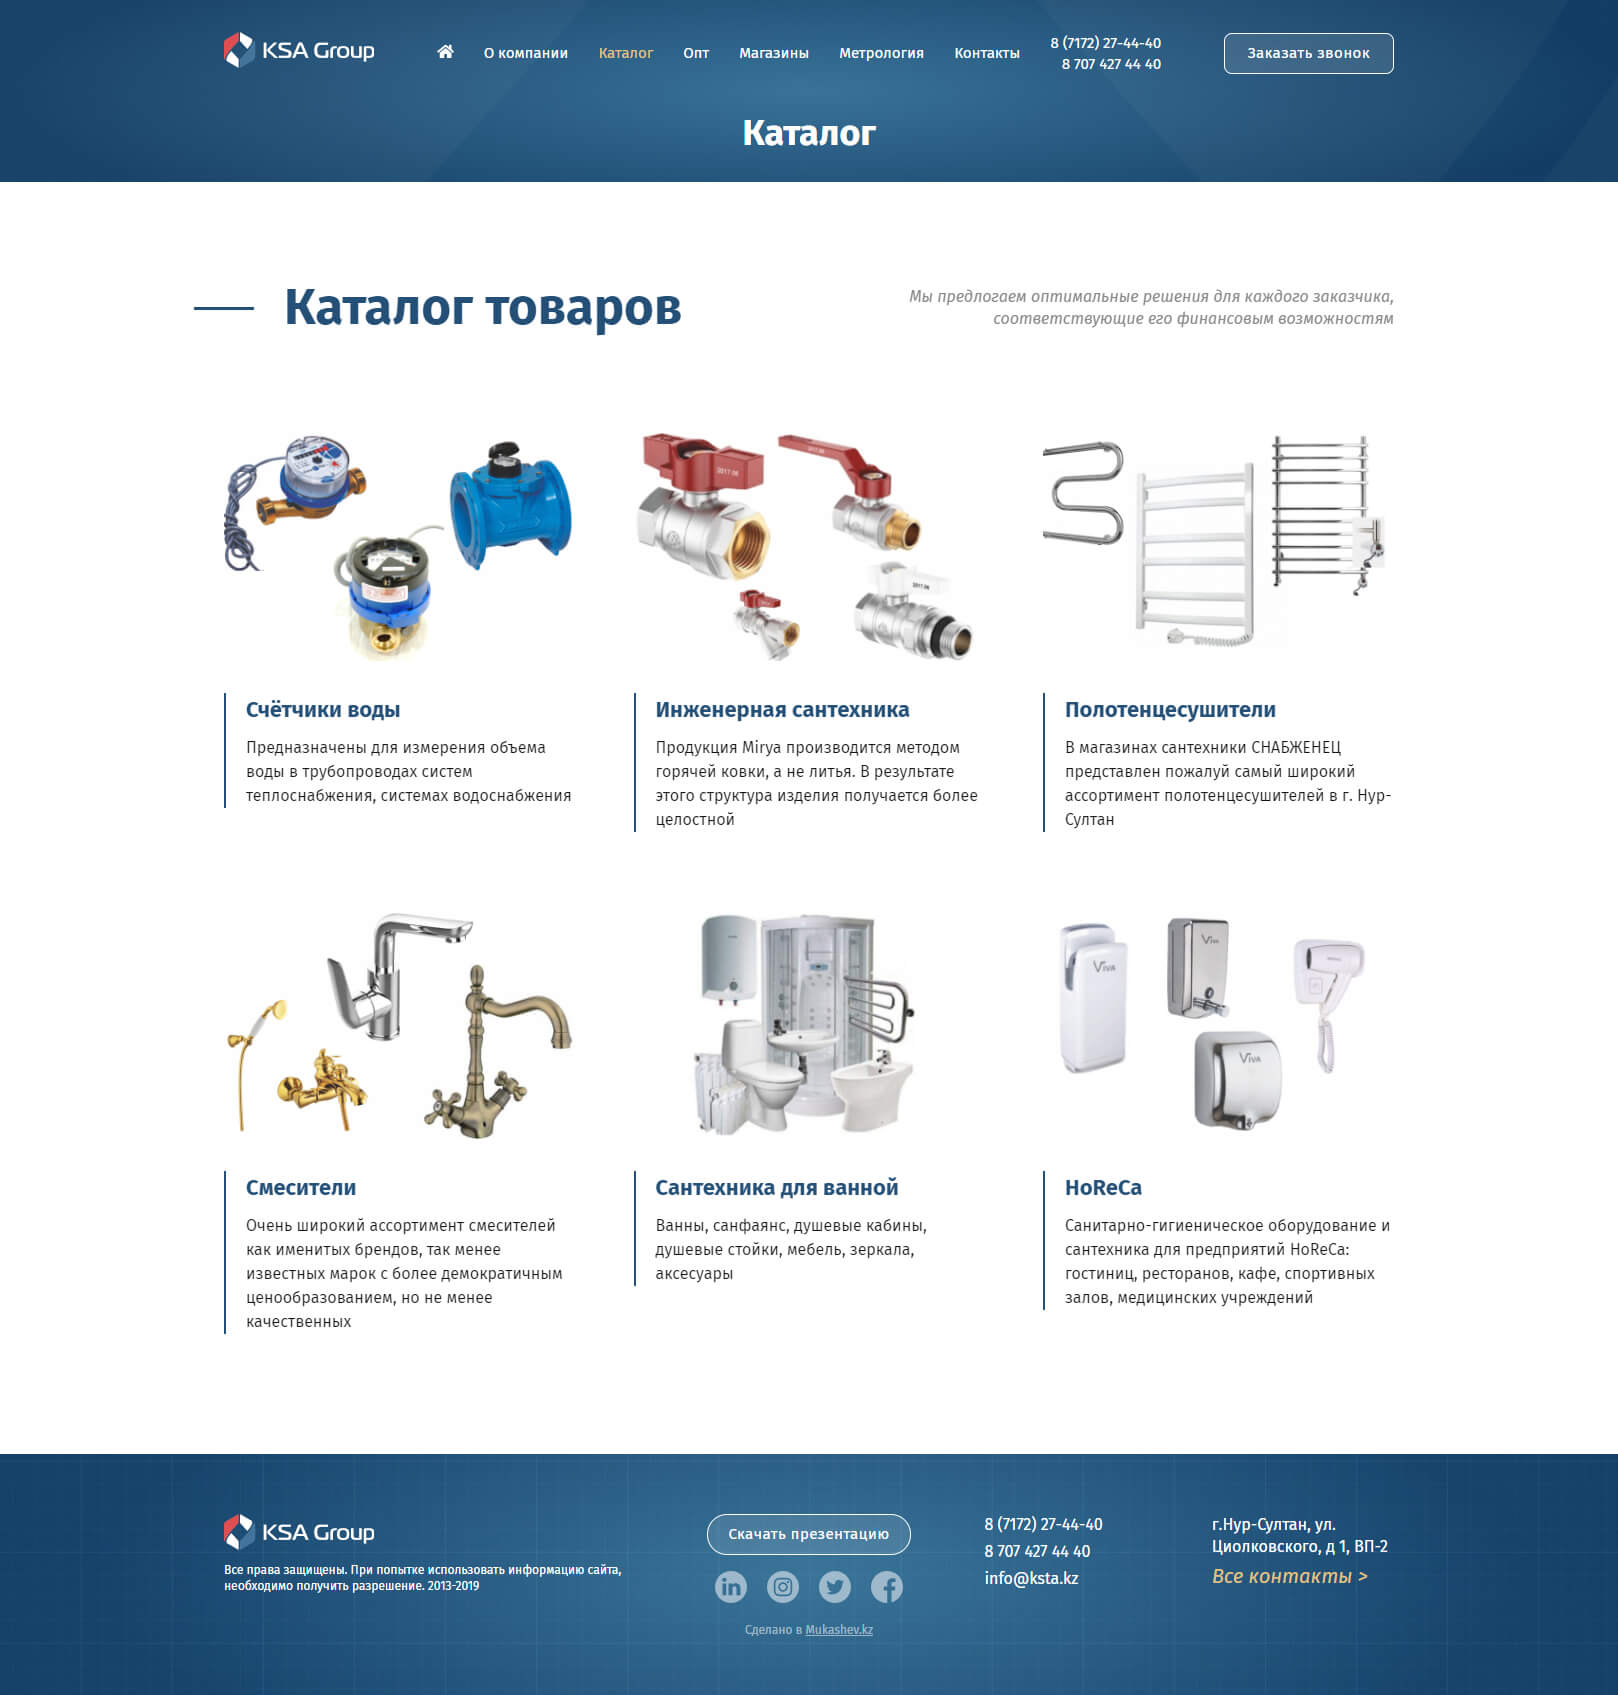 KSA Group
О компании
Каталог
Опт
Магазины
Метрология
Контакты
8 (7172) 27-44-40
8 707 427 44 40
Заказать звонок
Каталог
Каталог товаров
Мы предлогаем оптимальные решения для каждого заказчика,
соответствующие его финансовым возможностям
2017 06
2017 06
2017 06
Счётчики воды
Предназначены для измерения объема
воды в трубопроводах систем
теплоснабжения, системах водоснабжения
Инженерная сантехника
Продукция Mirya производится методом
горячей ковки, а не литья. В результате
этого структура изделия получается более
целостной
Полотенцесушители
В магазинах сантехники СНАБЖЕНЕЦ
представлен пожалуй самый широкий
ассортимент полотенцесушителей в г. Нур-
Султан
VIVA
VIVA
VIVA
Смесители
Очень широкий ассортимент смесителей
как именитых брендов, так менее
известных марок с более демократичным
ценообразованием, но не менее
качественных
Сантехника для ванной
Ванны, санфаянс, душевые кабины,
душевые стойки, мебель, зеркала,
аксесуары
HoReCa
Санитарно-гигиеническое оборудование и
сантехника для предприятий HoReCa:
гостиниц, ресторанов, кафе, спортивных
залов, медицинских учреждений
KSA Group
Все права защищены. При попытке использовать информацию сайта,
необходимо получить разрешение. 2013-2019
Скачать презентацию
Сделано в Mukashev.kz
8 (7172) 27-44-40
8 707 427 44 40
info@ksta.kz
г.Нур-Султан, ул.
Циолковского, д 1, ВП-2
Все контакты >